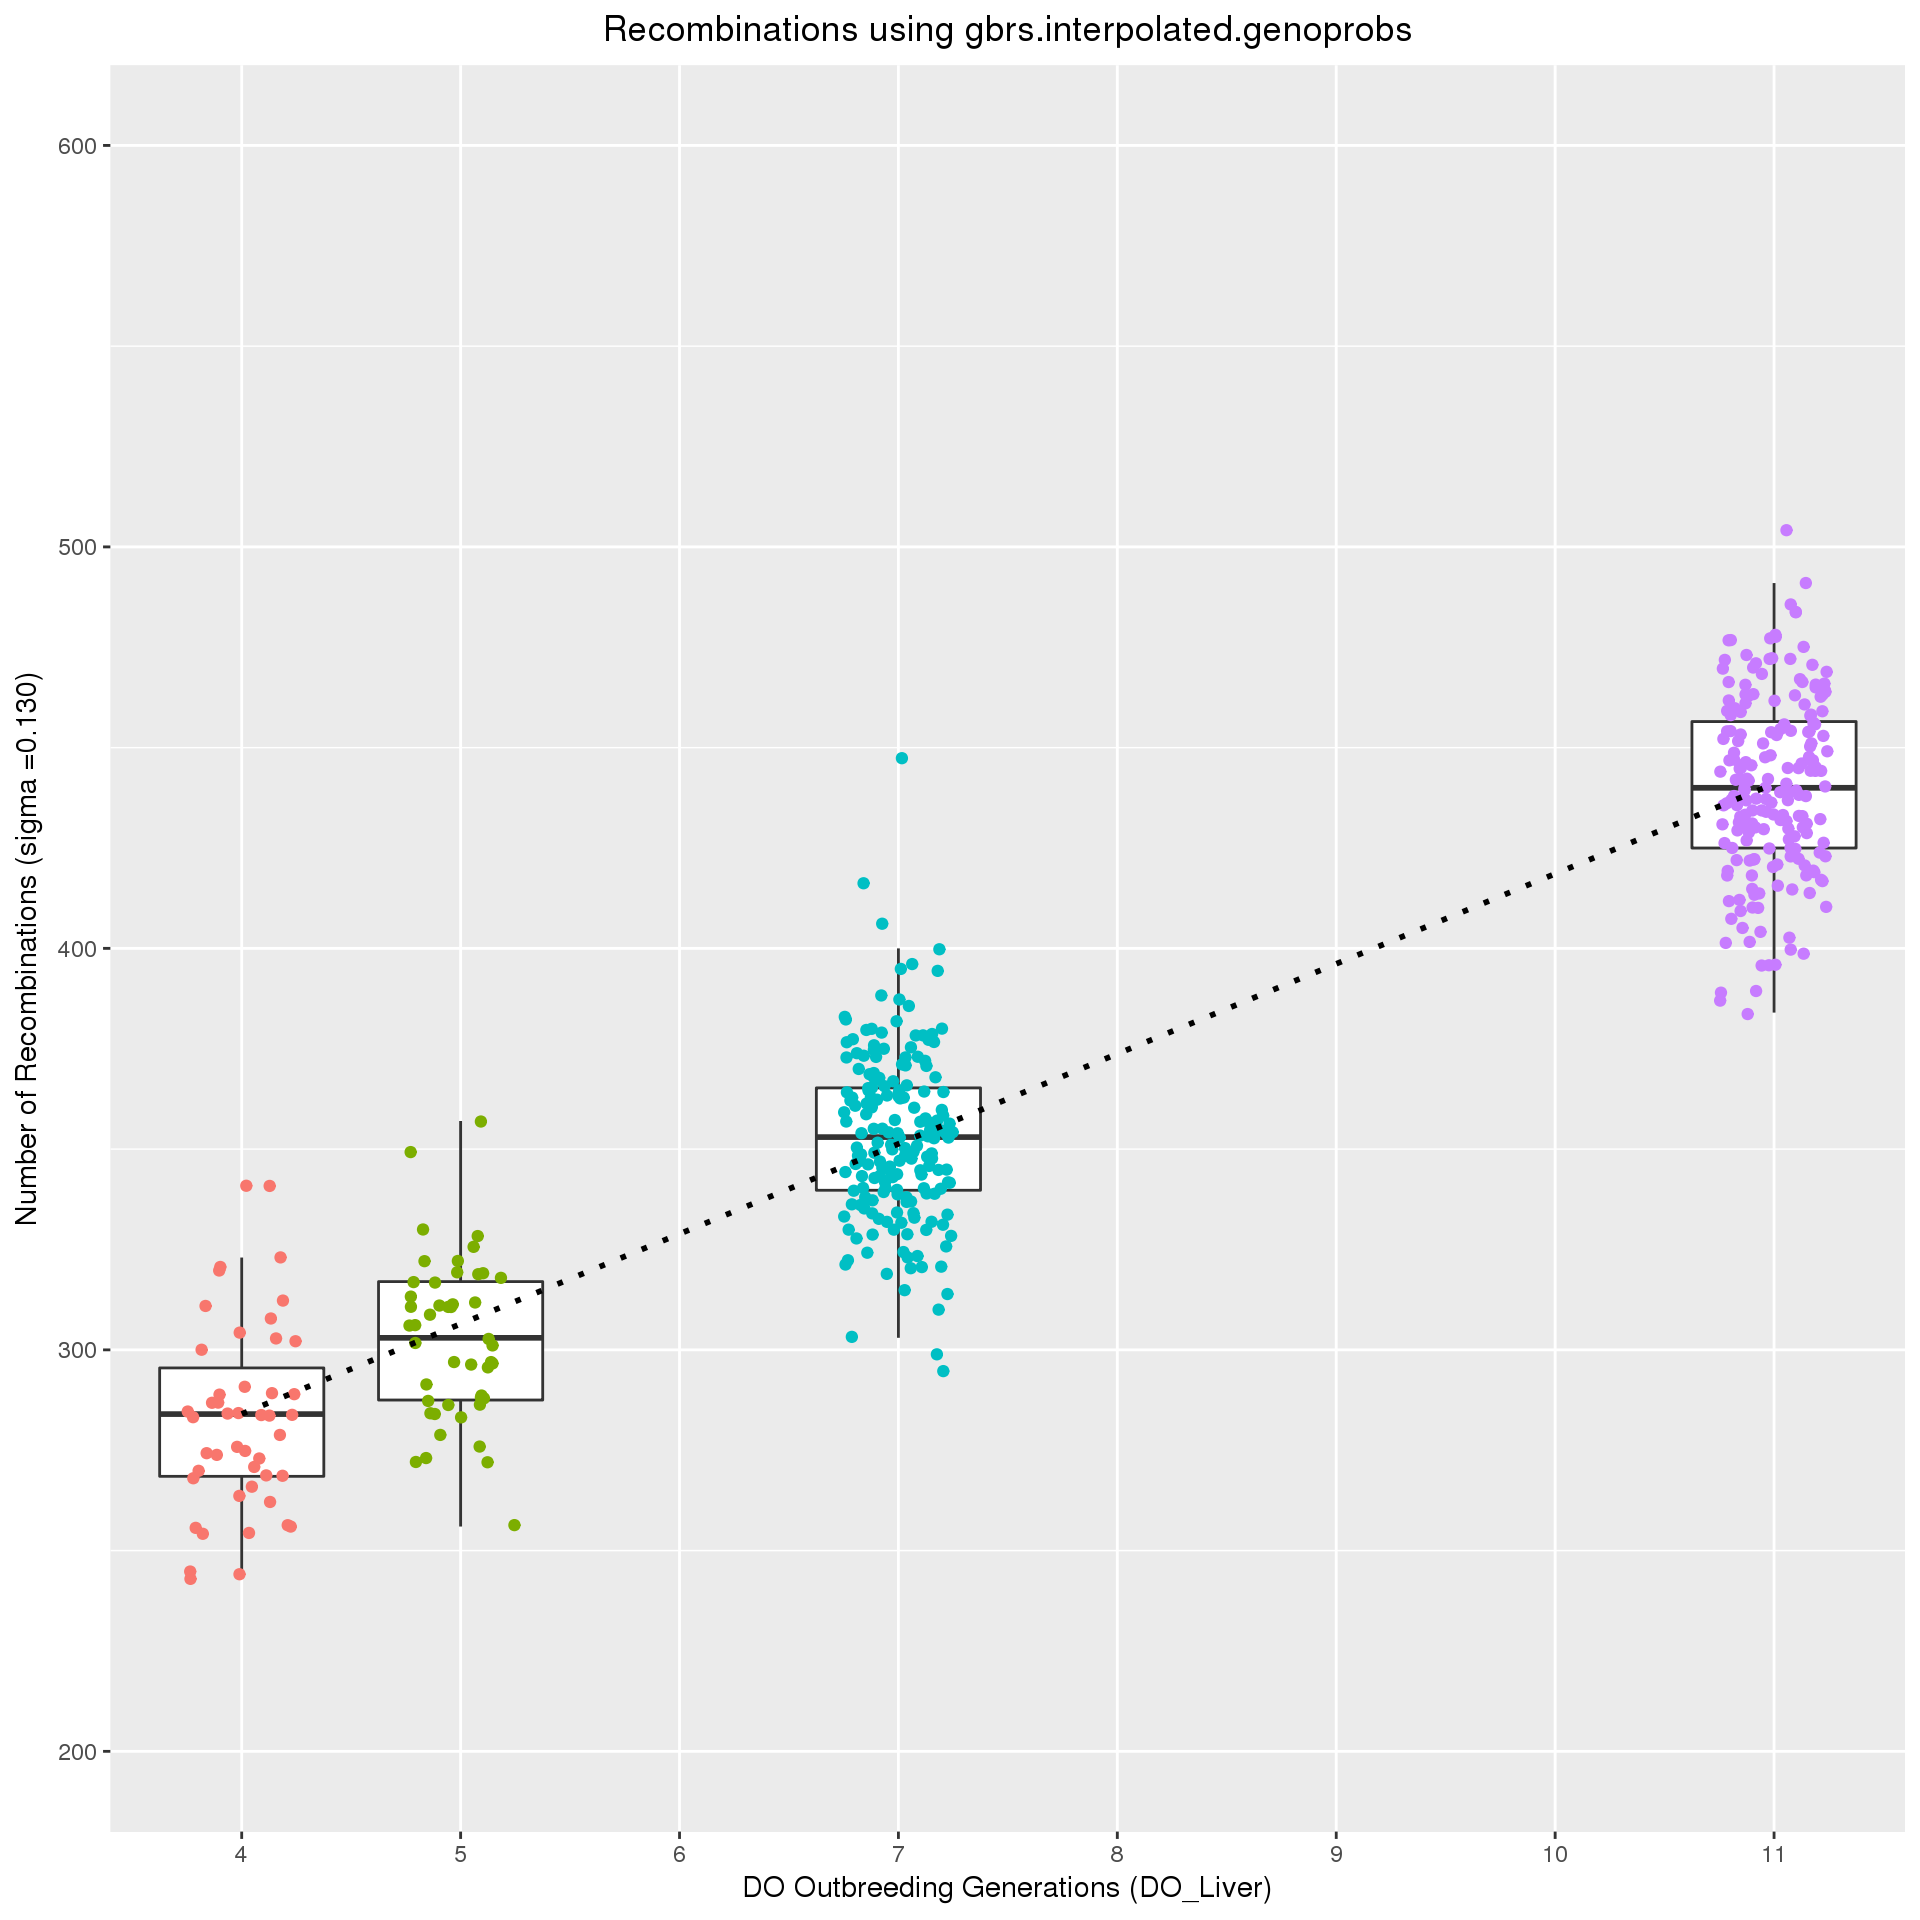 Recombinations using gbrs.interpolated.genoprobs
Number of Recombinations (sigma =0.130)
600
500
400
300
200
4 5 6 7 8 9 10 11
DO Outbreeding Generations (DO_Liver)